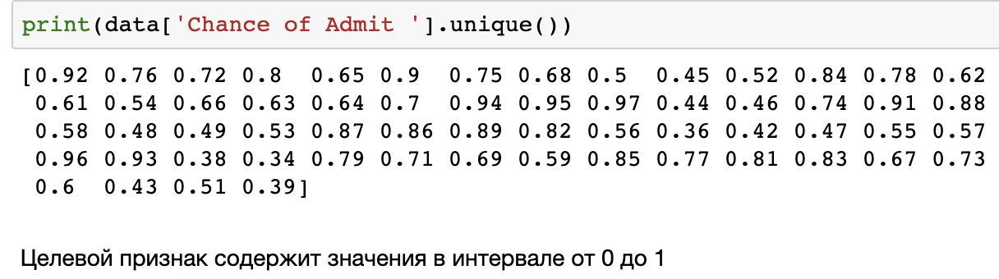 print(data['Chance of Admit '].unique())
[0.92 0.76 0.72 0.8  0.65 0.9  0.75 0.68 0.5  0.45 0.52 0.84 0.78 0.62
 0.61 0.54 0.66 0.63 0.64 0.7  0.94 0.95 0.97 0.44 0.46 0.74 0.91 0.88
 0.58 0.48 0.49 0.53 0.87 0.86 0.89 0.82 0.56 0.36 0.42 0.47 0.55 0.57
 0.96 0.93 0.38 0.34 0.79 0.71 0.69 0.59 0.85 0.77 0.81 0.83 0.67 0.73
 0.6  0.43 0.51 0.39]
Целевой признак содержит значения в интервале от 0 до 1